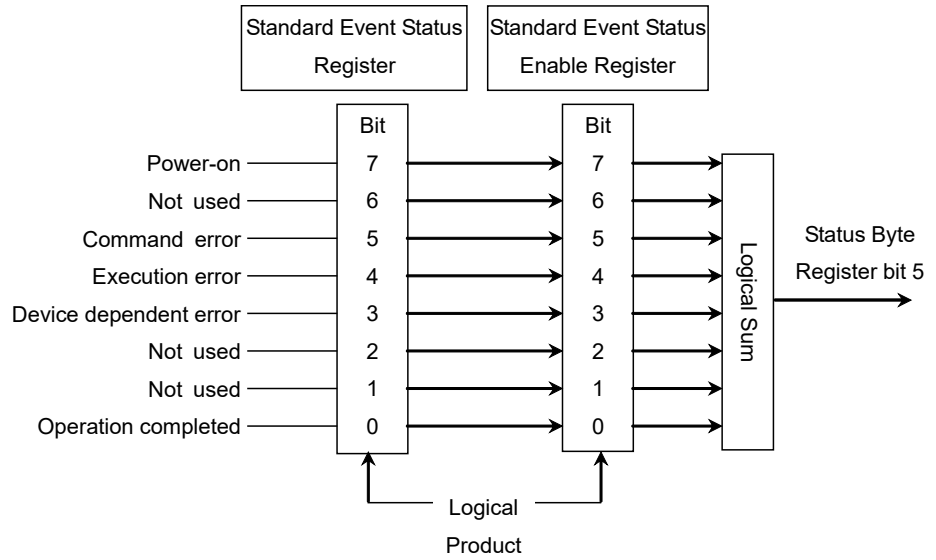 Standard Event Status
Register
Standard Event Status
Enable Register
Bit
Bit
Power-on 7 7
Not used 6 6
Command error 5 5
Execution error 4 4
Device dependent error 3 3
Not used 2 2
Not used 1 1
Operation completed 0 0
Logical Sum
Status Byte
Register bit 5
Logical
Product